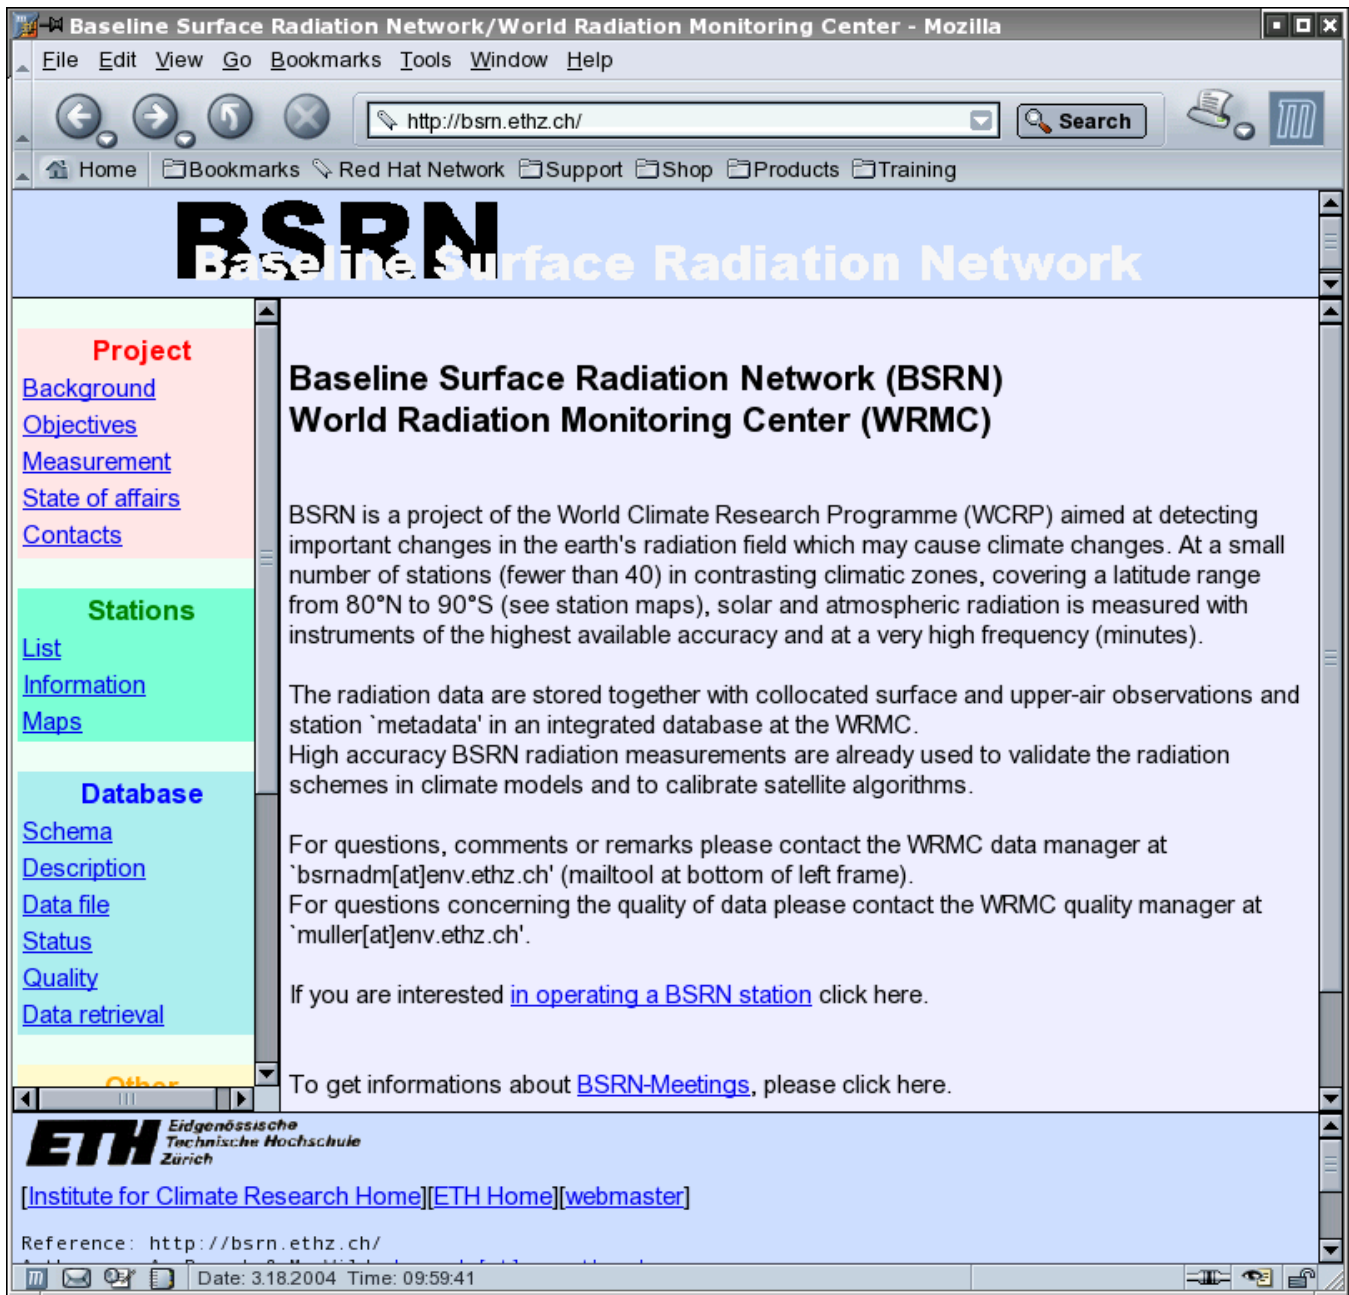 Baseline Surface Radiation Network/World Radiation Monitoring Center - Mozilla
File Edit View Go Bookmarks Tools Window Help
http://bsrn.ethz.ch/ Search
Home Bookmarks Red Hat Network Support Shop Products Training
BSRN
Baseline Surface Radiation Network
Project
Background
Objectives
Measurement
State of affairs
Contacts
Stations
List
Information
Maps
Database
Schema
Description
Data file
Status
Quality
Data retrieval
Other
Baseline Surface Radiation Network (BSRN)
World Radiation Monitoring Center (WRMC)
BSRN is a project of the World Climate Research Programme (WCRP) aimed at detecting
important changes in the earth's radiation field which may cause climate changes. At a small
number of stations (fewer than 40) in contrasting climatic zones, covering a latitude range
from 80°N to 90°S (see station maps), solar and atmospheric radiation is measured with
instruments of the highest available accuracy and at a very high frequency (minutes).
The radiation data are stored together with collocated surface and upper-air observations and
station `metadata' in an integrated database at the WRMC.
High accuracy BSRN radiation measurements are already used to validate the radiation
schemes in climate models and to calibrate satellite algorithms.
For questions, comments or remarks please contact the WRMC data manager at
`bsrnadm[at]env.ethz.ch' (mailtool at bottom of left frame).
For questions concerning the quality of data please contact the WRMC quality manager at
`muller[at]env.ethz.ch'.
If you are interested in operating a BSRN station click here.
To get informations about BSRN-Meetings, please click here.
ETH Eidgenössische
Technische Hochschule
Zürich
[Institute for Climate Research Home][ETH Home][webmaster]
Reference: http://bsrn.ethz.ch/
Date: 3.18.2004 Time: 09:59:41